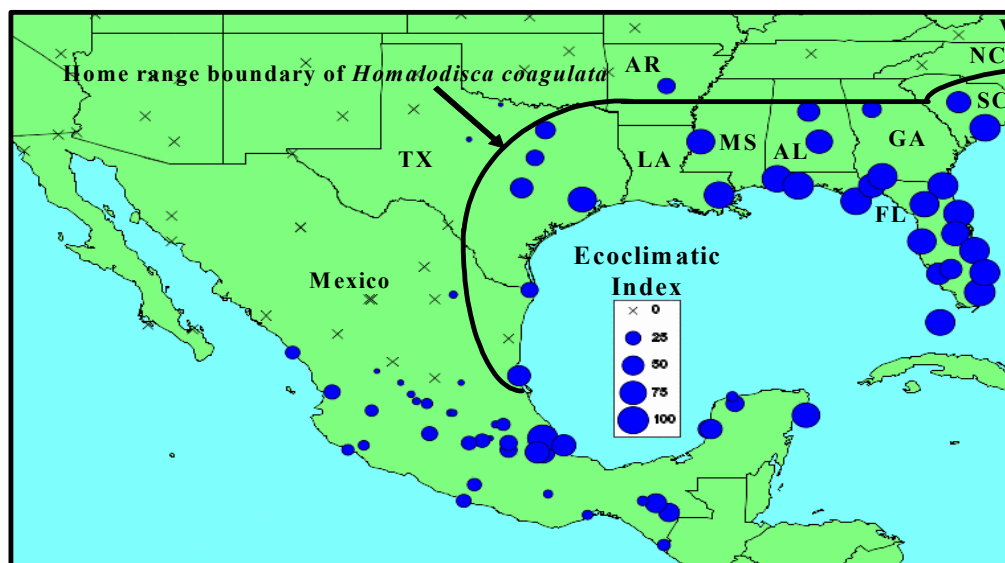 V
NC
AR
Home range boundary of Homalodisca coagulata
SC
TX
LA
MS
AL
GA
FL
Ecoclimatic
Index
Mexico
0
25
50
75
100